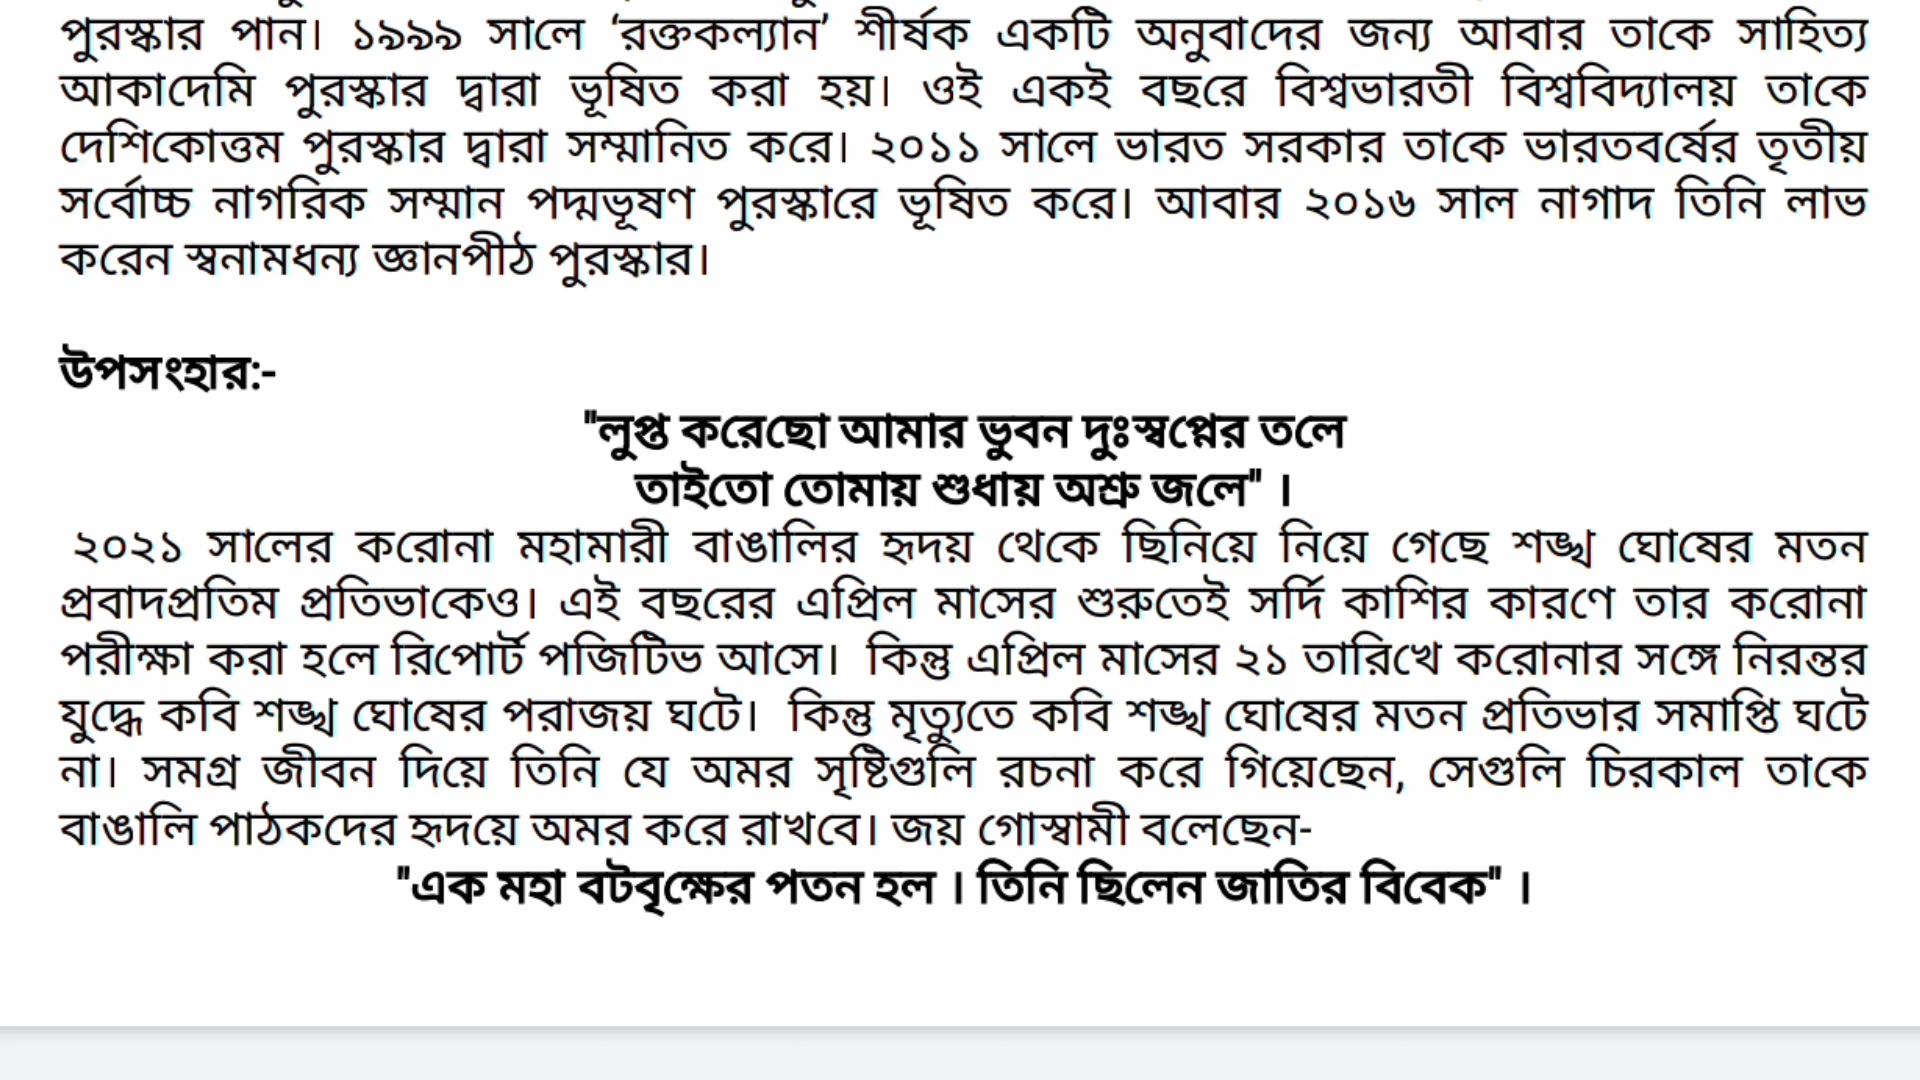 পুরস্কার পান। ১৯৯৯ সালে ‘রক্তকল্যান’ শীর্ষক একটি অনুবাদের জন্য আবার তাকে সাহিত্য
আকাদেমি পুরস্কার দ্বারা ভূষিত করা হয়। ওই একই বছরে বিশ্বভারতী বিশ্ববিদ্যালয় তাকে
দেশিকোত্তম পুরস্কার দ্বারা সম্মানিত করে। ২০১১ সালে ভারত সরকার তাকে ভারতবর্ষের তৃতীয়
সর্বোচ্চ নাগরিক সম্মান পদ্মভূষণ পুরস্কারে ভূষিত করে। আবার ২০১৬ সাল নাগাদ তিনি লাভ
করেন স্বনামধন্য জ্ঞানপীঠ পুরস্কার।
উপসংহার:-
"লুপ্ত করেছো আমার ভুবন দুঃস্বপ্নের তলে
তাইতো তোমায় শুধায় অশ্রু জলে" ।
২০২১ সালের করোনা মহামারী বাঙালির হৃদয় থেকে ছিনিয়ে নিয়ে গেছে শঙ্খ ঘোষের মতন
প্রবাদপ্রতিম প্রতিভাকেও। এই বছরের এপ্রিল মাসের শুরুতেই সর্দি কাশির কারণে তার করোনা
পরীক্ষা করা হলে রিপোর্ট পজিটিভ আসে। কিন্তু এপ্রিল মাসের ২১ তারিখে করোনার সঙ্গে নিরন্তর
যুদ্ধে কবি শঙ্খ ঘোষের পরাজয় ঘটে। কিন্তু মৃত্যুতে কবি শঙ্খ ঘোষের মতন প্রতিভার সমাপ্তি ঘটে
না। সমগ্র জীবন দিয়ে তিনি যে অমর সৃষ্টিগুলি রচনা করে গিয়েছেন, সেগুলি চিরকাল তাকে
বাঙালি পাঠকদের হৃদয়ে অমর করে রাখবে। জয় গোস্বামী বলেছেন-
"এক মহা বটবৃক্ষের পতন হল । তিনি ছিলেন জাতির বিবেক" ।